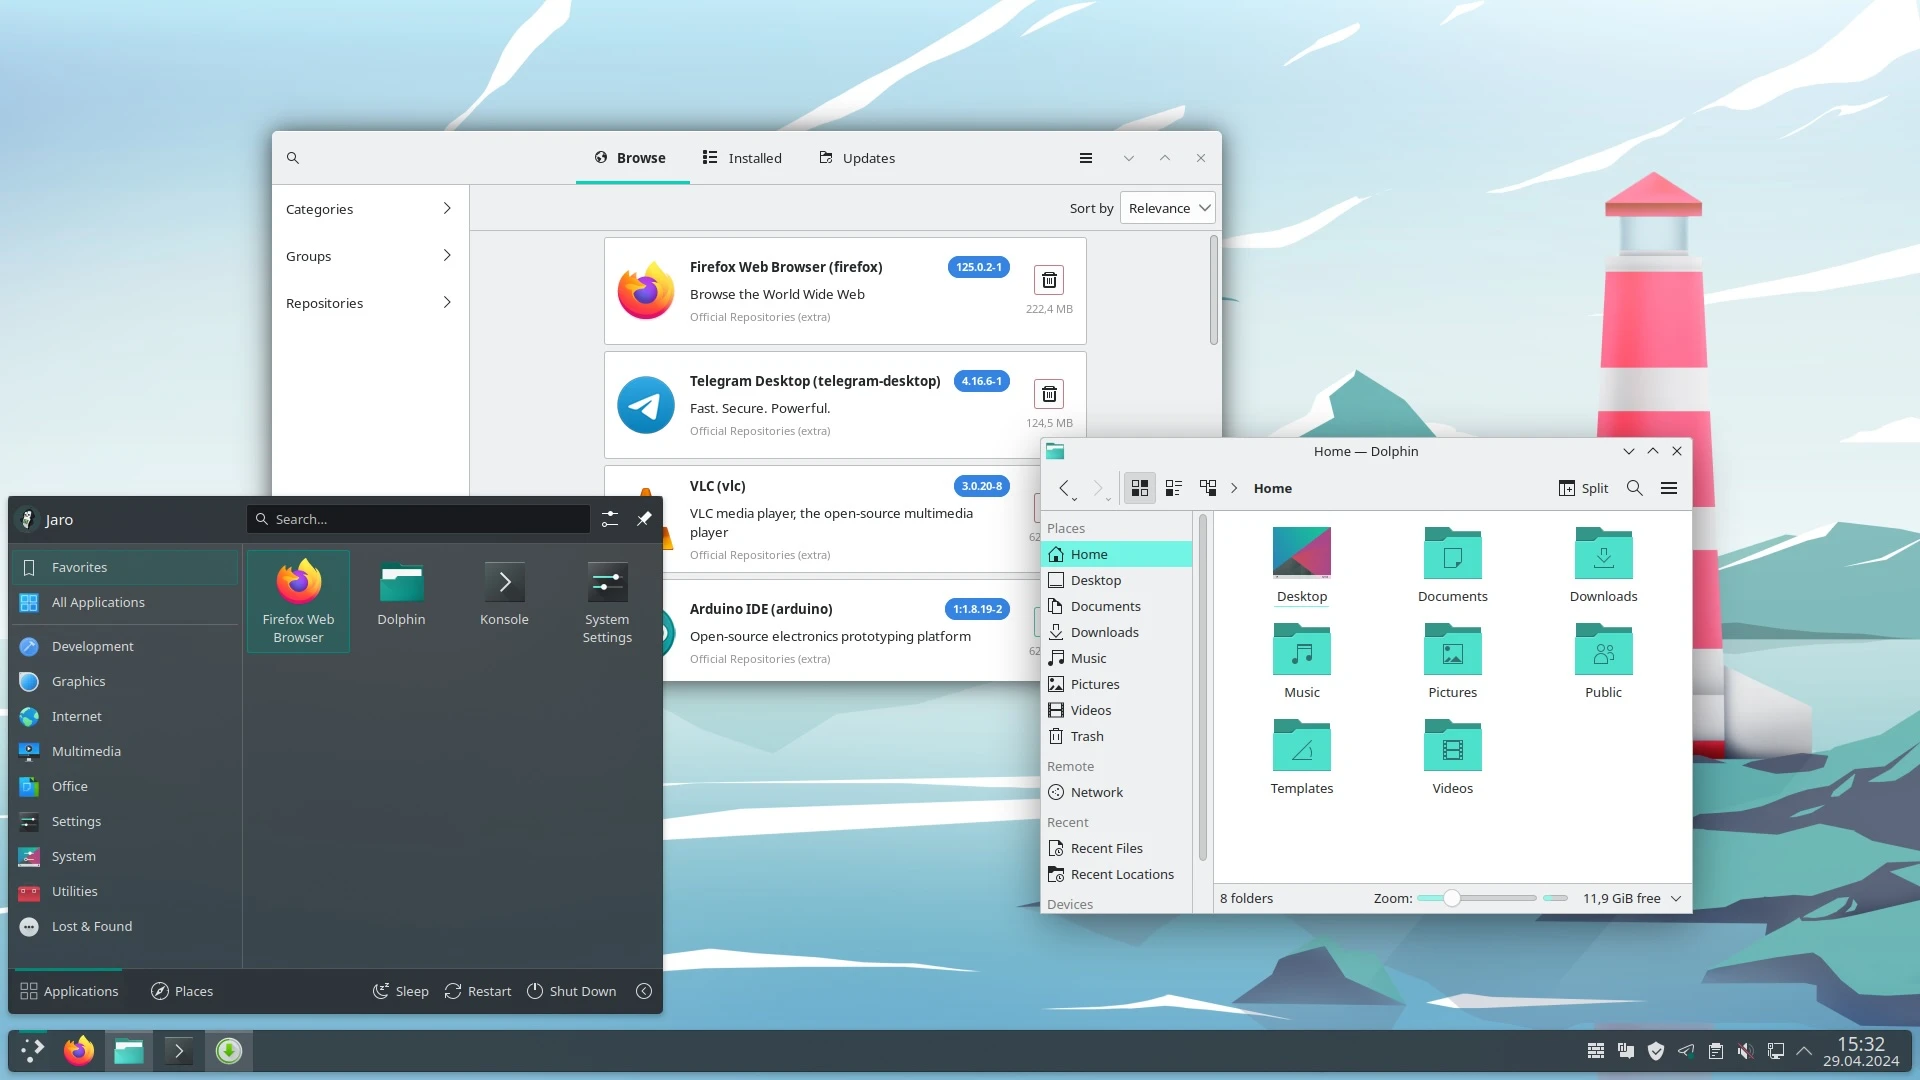 Browse
Installed
Updates
Categories
Groups
Repositories
Sort by
Relevance
Firefox Web Browser (firefox)
125.0.2-1
Browse the World Wide Web
Official Repositories (extra)
222,4 MB
Telegram Desktop (telegram-desktop)
4.16.6-1
Fast. Secure. Powerful.
Official Repositories (extra)
124,5 MB
VLC (vlc)
3.0.20-8
VLC media player, the open-source multimedia
player
Official Repositories (extra)
Arduino IDE (arduino)
1:1.8.19-2
Open-source electronics prototyping platform
Official Repositories (extra)
Home — Dolphin
Home
Split
Places
Home
Desktop
Documents
Downloads
Music
Pictures
Videos
Trash
Remote
Network
Recent
Recent Files
Recent Locations
Devices
Desktop
Documents
Downloads
Music
Pictures
Public
Templates
Videos
8 folders
Zoom:
11,9 GiB free
Jaro
Search...
Favorites
All Applications
Development
Graphics
Internet
Multimedia
Office
Settings
System
Utilities
Lost & Found
Firefox Web
Browser
Dolphin
Konsole
System
Settings
Applications
Places
Sleep
Restart
Shut Down
15:32
29.04.2024